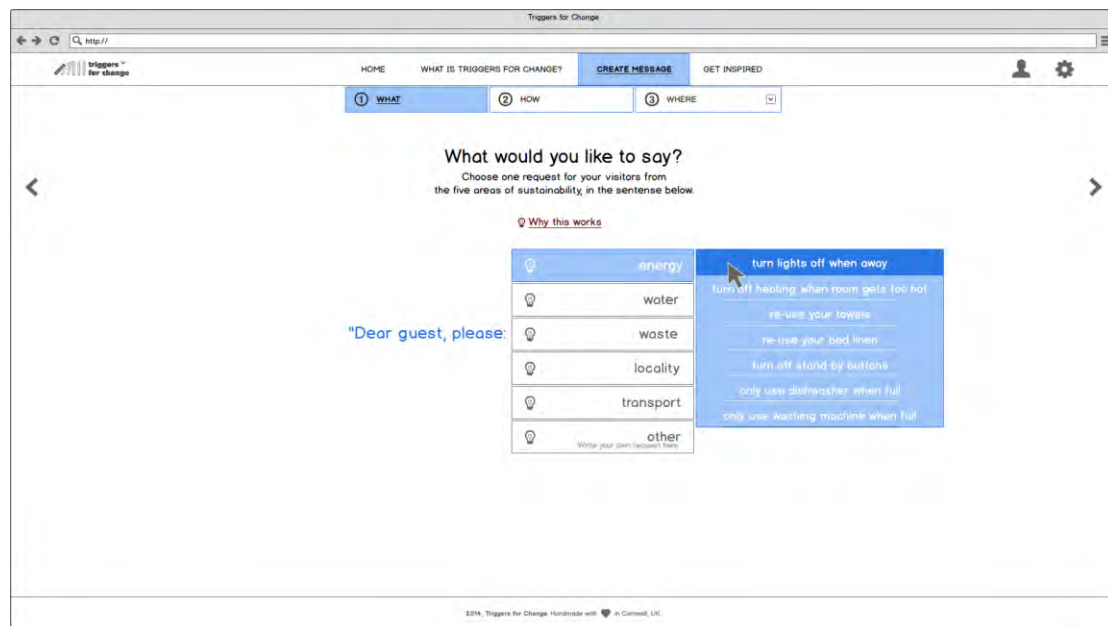 Triggers for Change
http://
triggers™
for change
HOME
WHAT IS TRIGGERS FOR CHANGE?
CREATE MESSAGE
GET INSPIRED
1 WHAT
2 HOW
3 WHERE
What would you like to say?
Choose one request for your visitors from
the five areas of sustainability, in the sentence below.
Why this works
"Dear guest, please:
energy
water
waste
locality
transport
other
Write your own request here
turn lights off when away
turn off heating when room gets too hot
re-use your towels
re-use your bed linen
turn off stand-by buttons
only use dishwasher when full
only use washing machine when full
2014, Triggers for Change. Handmade with in Cornwall, UK.